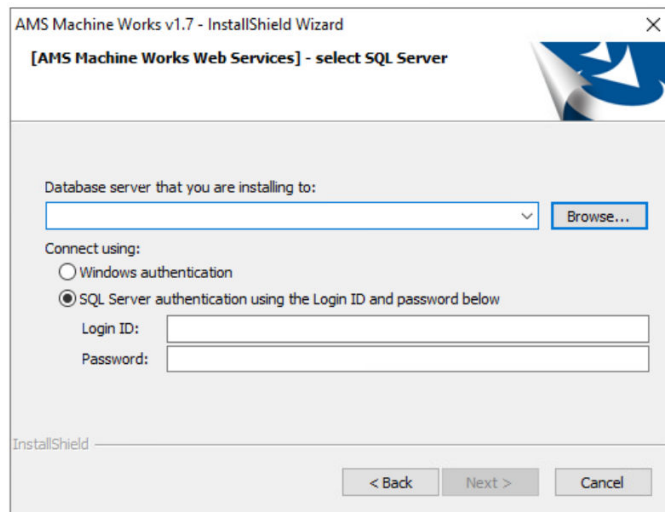 AMS Machine Works v1.7 - InstallShield Wizard
[AMS Machine Works Web Services] - select SQL Server
Database server that you are installing to:
Browse...
Connect using:
Windows authentication
SQL Server authentication using the Login ID and password below
Login ID:
Password:
InstallShield
< Back Next > Cancel